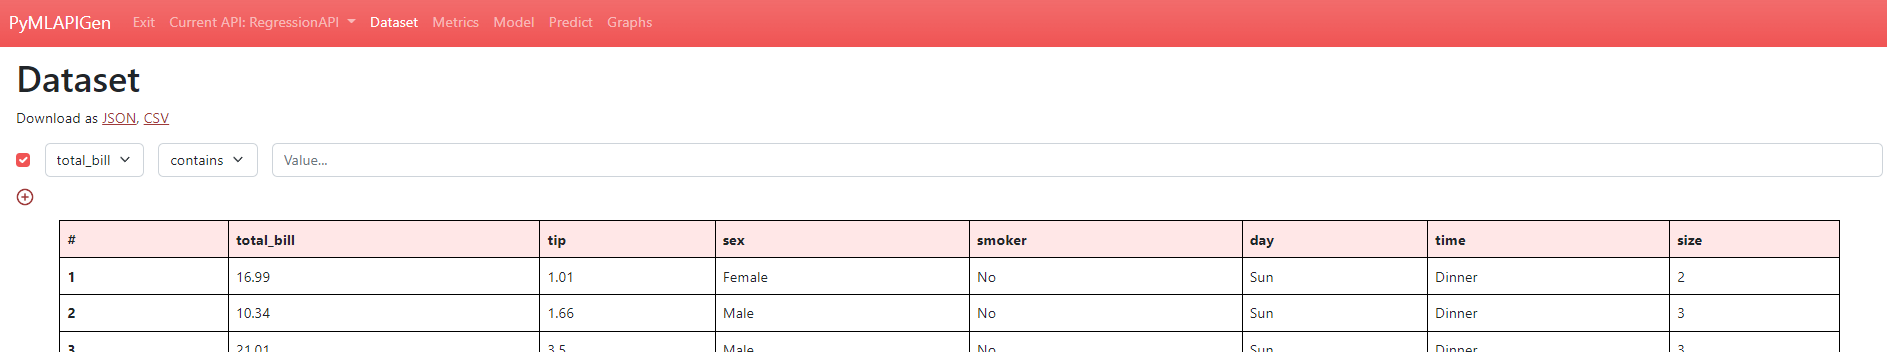 PyMLAPIGen Exit Current API: RegressionAPI Dataset Metrics Model Predict Graphs
Dataset
Download as JSON, CSV
total_bill contains Value...
# total_bill tip sex smoker day time size
1 16.99 1.01 Female No Sun Dinner 2
2 10.34 1.66 Male No Sun Dinner 3
3 21.01 3.5 Male No Sun Dinner 3